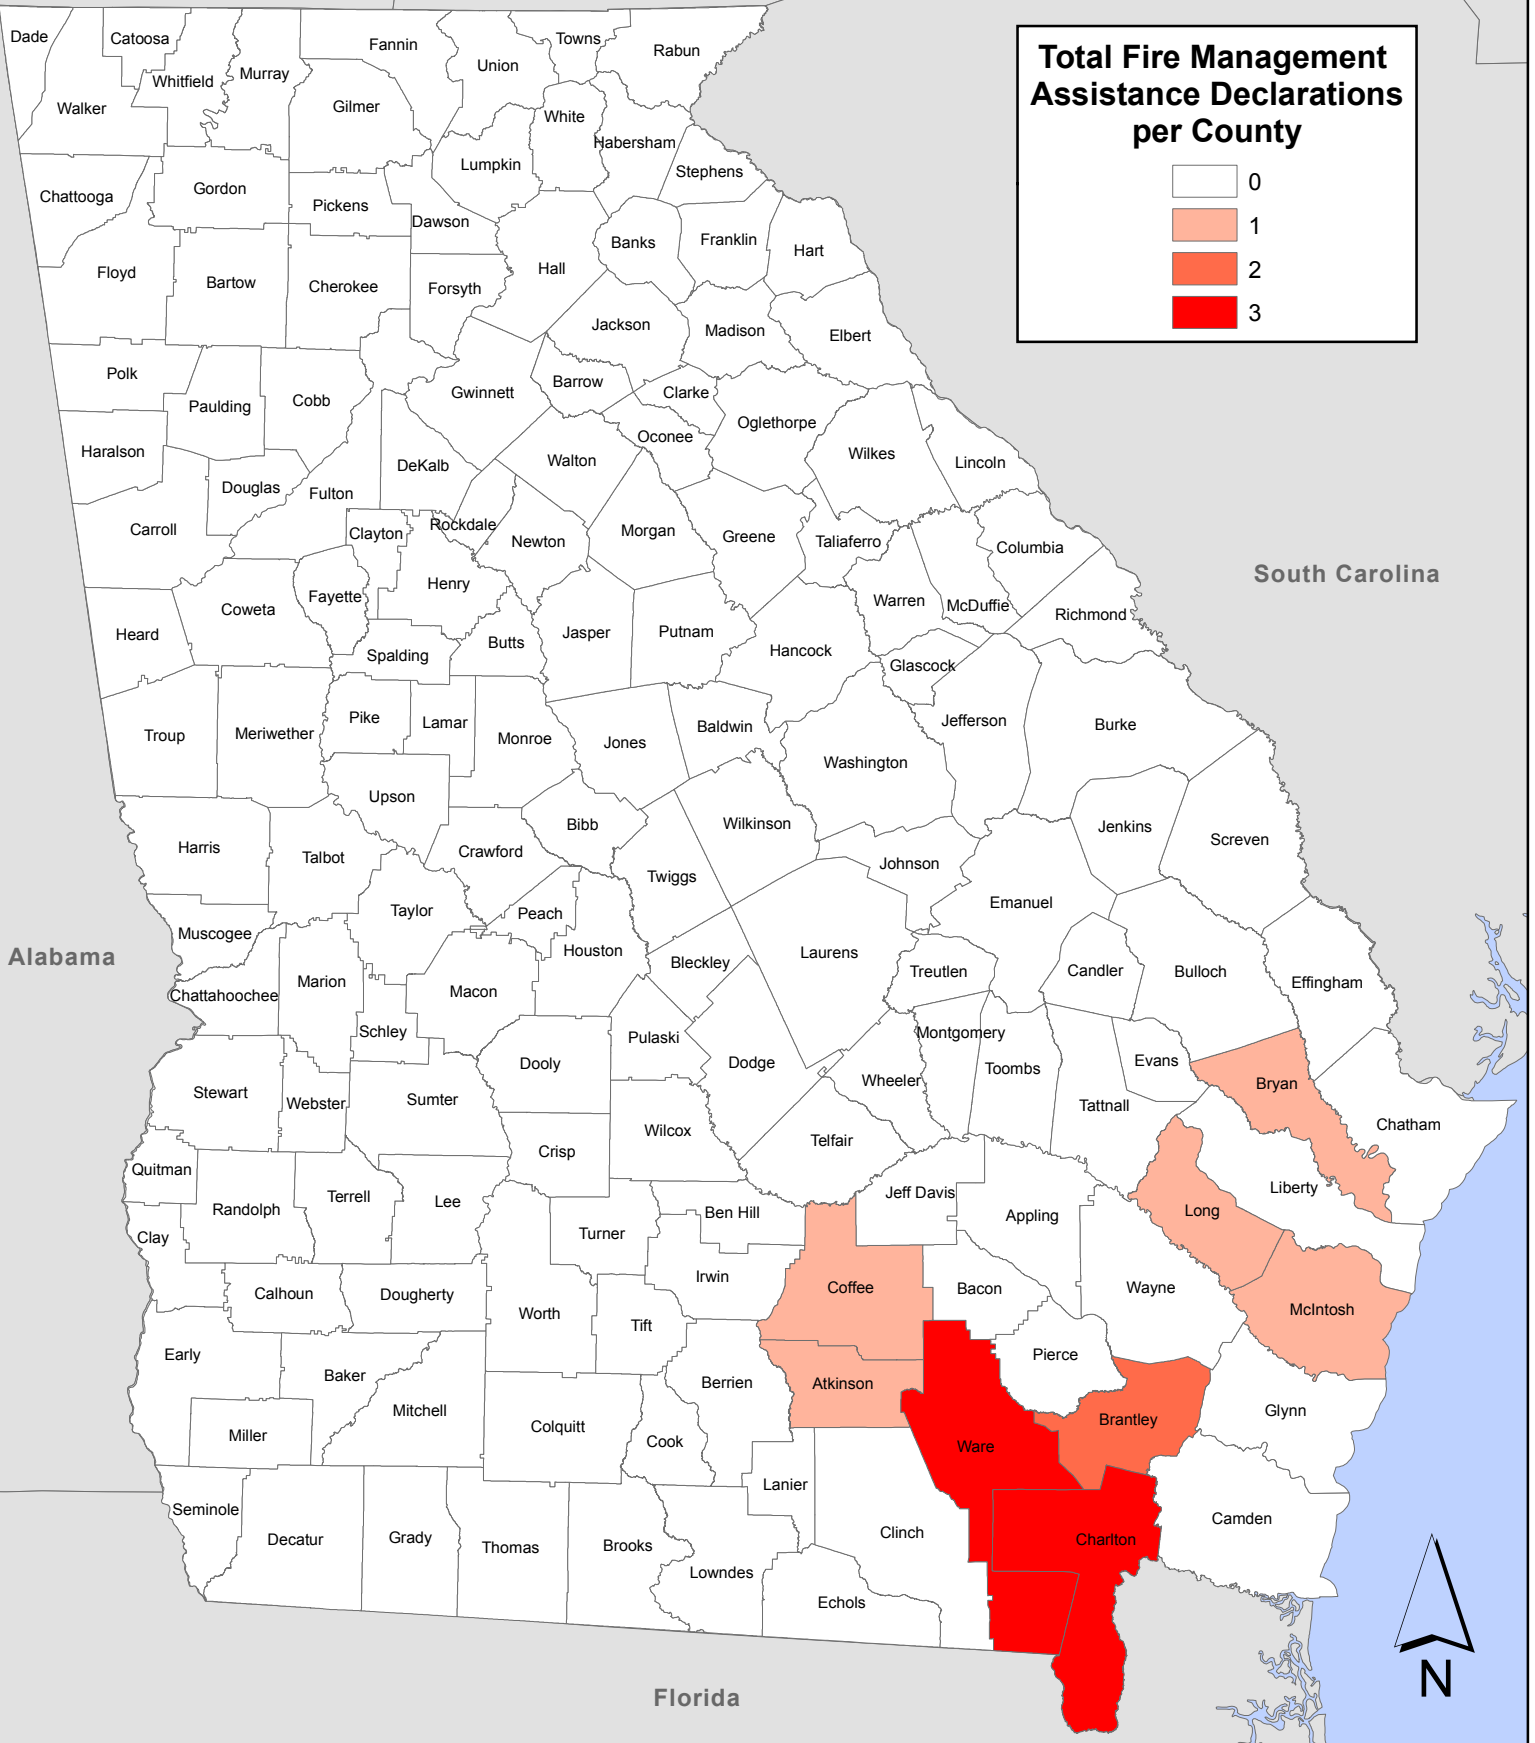 Total Fire Management
Assistance Declarations
per County
0
1
2
3
Dade
Catoosa
Whitfield
Murray
Fannin
Union
Towns
Rabun
Walker
Gilmer
White
Habersham
Lumpkin
Stephens
Chattooga
Gordon
Pickens
Dawson
Banks
Franklin
Hart
Floyd
Bartow
Cherokee
Forsyth
Hall
Jackson
Madison
Elbert
Polk
Paulding
Cobb
Gwinnett
Barrow
Clarke
Oglethorpe
Oconee
Wilkes
Lincoln
Haralson
Douglas
Fulton
DeKalb
Walton
Carroll
Clayton
Rockdale
Newton
Morgan
Greene
Taliaferro
Columbia
McDuffie
Warren
Richmond
South Carolina
Heard
Coweta
Fayette
Henry
Spalding
Butts
Jasper
Putnam
Hancock
Glascock
Troup
Meriwether
Pike
Lamar
Monroe
Jones
Baldwin
Washington
Jefferson
Burke
Upson
Bibb
Wilkinson
Jenkins
Screven
Harris
Talbot
Crawford
Twiggs
Johnson
Emanuel
Muscogee
Taylor
Peach
Houston
Bleckley
Laurens
Treutlen
Candler
Bulloch
Effingham
Alabama
Chattahoochee
Marion
Schley
Macon
Pulaski
Dodge
Montgomery
Wheeler
Toombs
Evans
Tattnall
Bryan
Chatham
Stewart
Webster
Sumter
Dooly
Crisp
Wilcox
Telfair
Quitman
Randolph
Terrell
Lee
Turner
Ben Hill
Jeff Davis
Appling
Long
Liberty
Clay
Calhoun
Dougherty
Worth
Tift
Irwin
Coffee
Bacon
Wayne
McIntosh
Early
Baker
Mitchell
Berrien
Atkinson
Pierce
Brantley
Glynn
Miller
Colquitt
Cook
Ware
Lanier
Seminole
Decatur
Grady
Thomas
Brooks
Lowndes
Echols
Clinch
Charlton
Camden
Florida
N